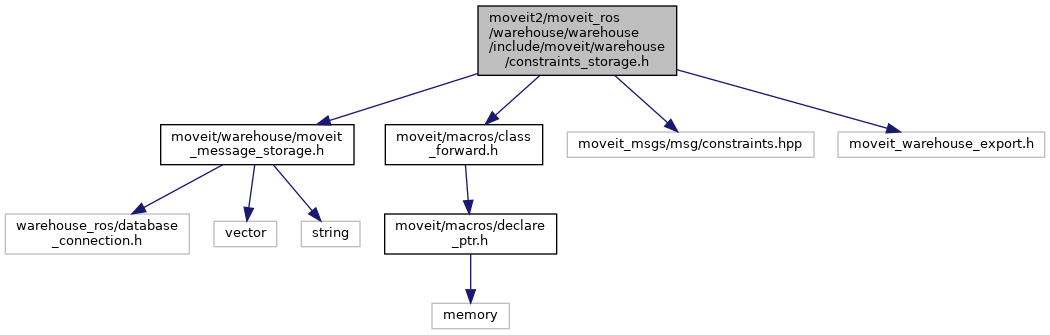 moveit2/moveit_ros
/warehouse/warehouse
/include/moveit/warehouse
/constraints_storage.h
moveit/warehouse/moveit
_message_storage.h
moveit/macros/class
_forward.h
moveit_msgs/msg/constraints.hpp
moveit_warehouse_export.h
warehouse_ros/database
_connection.h
vector
string
moveit/macros/declare
_ptr.h
memory